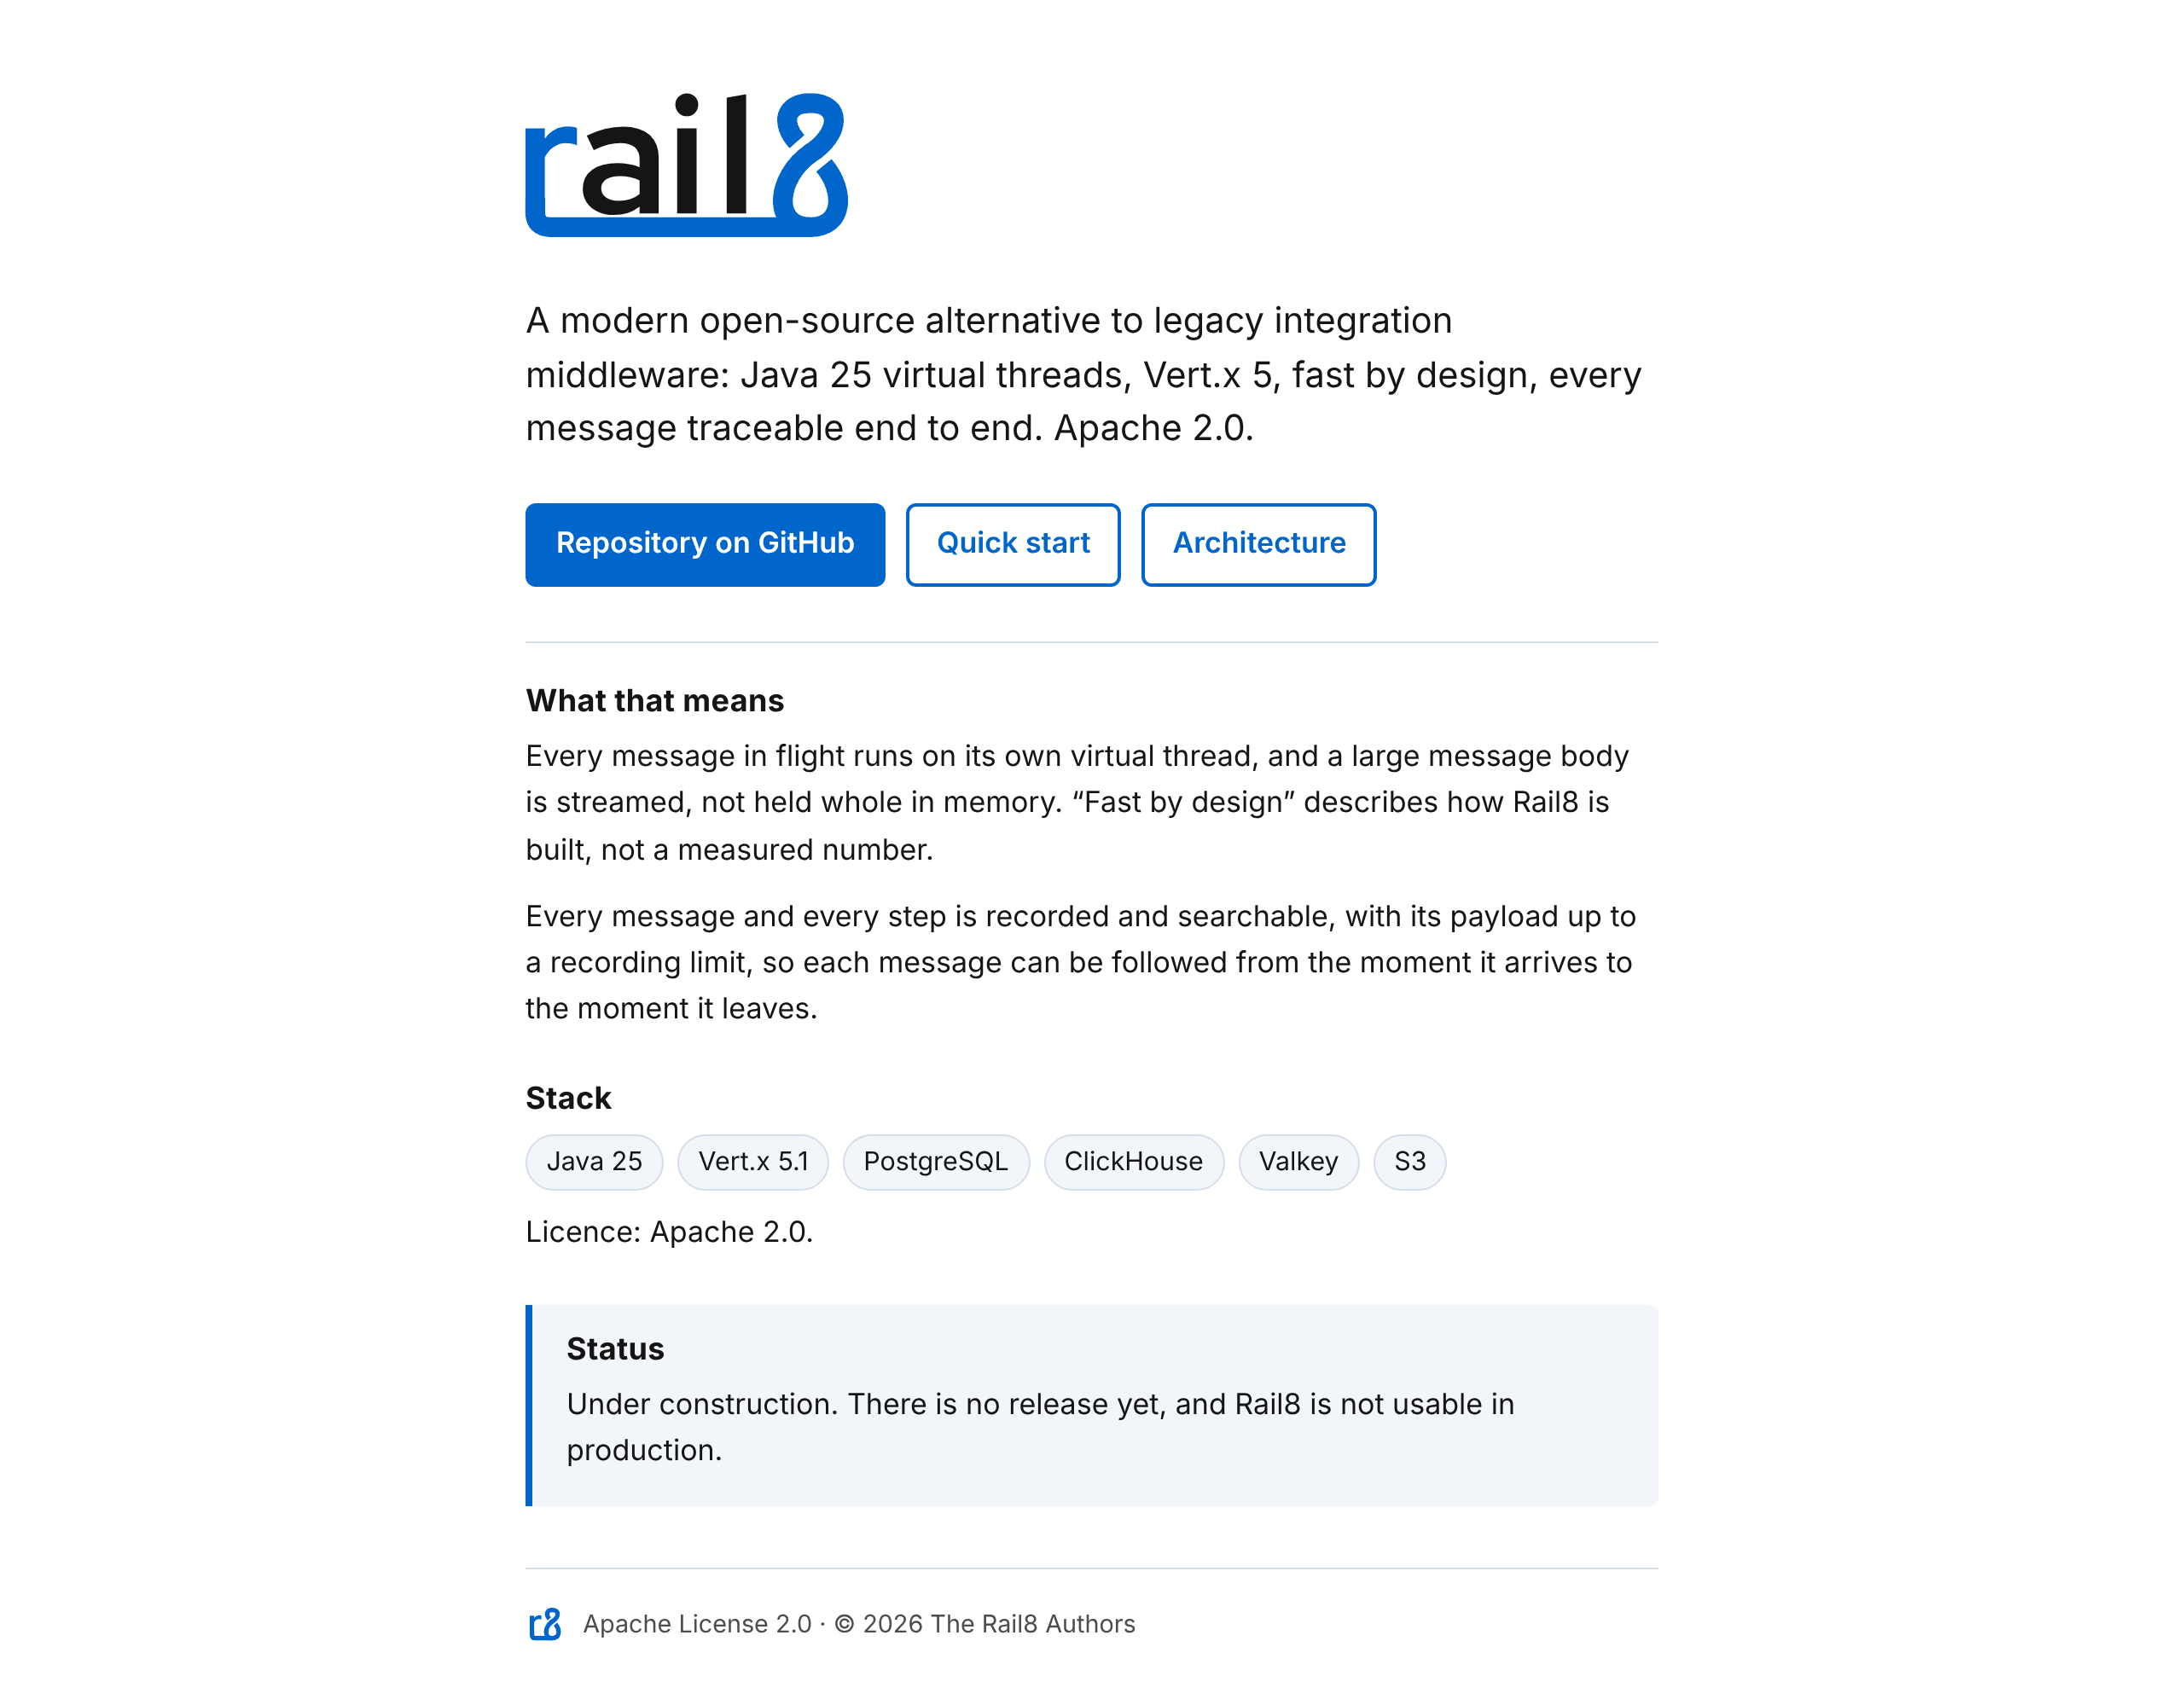 rail8
A modern open-source alternative to legacy integration
middleware: Java 25 virtual threads, Vert.x 5, fast by design, every
message traceable end to end. Apache 2.0.
Repository on GitHub
Quick start
Architecture
What that means
Every message in flight runs on its own virtual thread, and a large message body
is streamed, not held whole in memory. “Fast by design” describes how Rail8 is
built, not a measured number.
Every message and every step is recorded and searchable, with its payload up to
a recording limit, so each message can be followed from the moment it arrives to
the moment it leaves.
Stack
Java 25
Vert.x 5.1
PostgreSQL
ClickHouse
Valkey
S3
Licence: Apache 2.0.
Status
Under construction. There is no release yet, and Rail8 is not usable in
production.
r8 Apache License 2.0 · © 2026 The Rail8 Authors